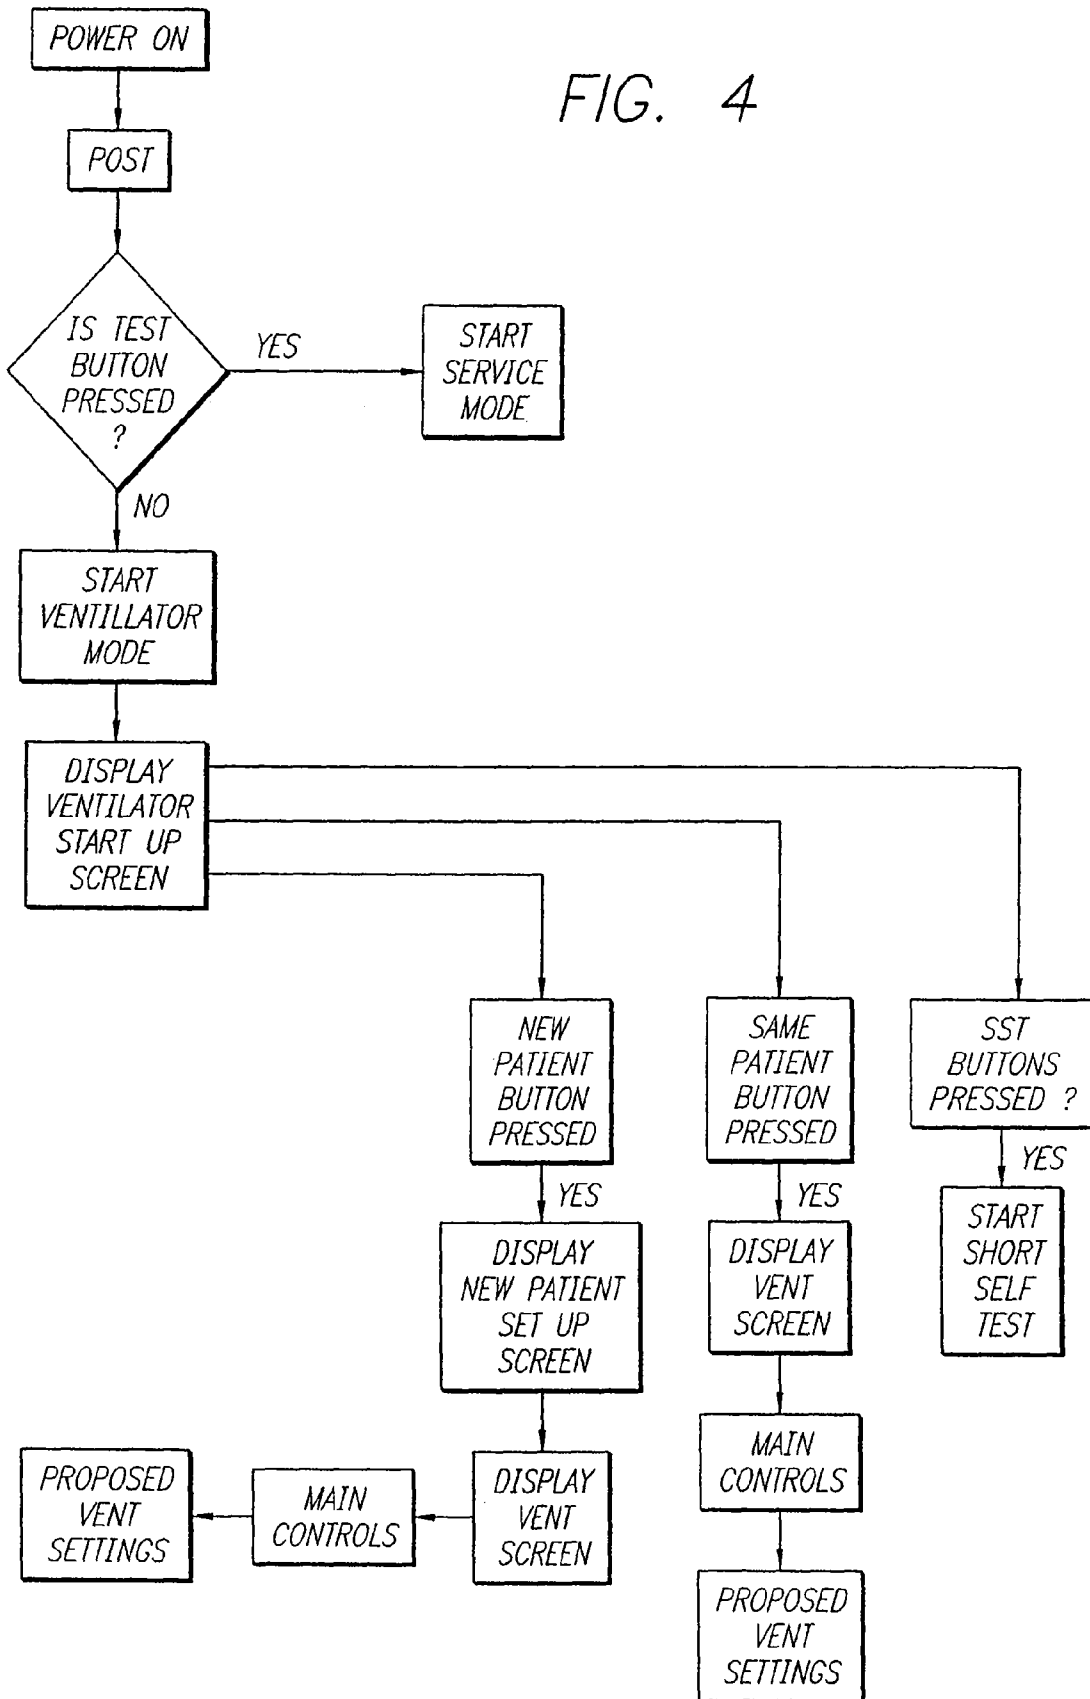 POWER ON
FIG. 4
POST
IS TEST
BUTTON
PRESSED
?
YES
START
SERVICE
MODE
NO
START
VENTILLATOR
MODE
DISPLAY
VENTILATOR
START UP
SCREEN
NEW
PATIENT
BUTTON
PRESSED
SAME
PATIENT
BUTTON
PRESSED
SST
BUTTONS
PRESSED ?
YES
YES
YES
DISPLAY
NEW PATIENT
SET UP
SCREEN
DISPLAY
VENT
SCREEN
START
SHORT
SELF
TEST
PROPOSED
VENT
SETTINGS
MAIN
CONTROLS
DISPLAY
VENT
SCREEN
MAIN
CONTROLS
PROPOSED
VENT
SETTINGS